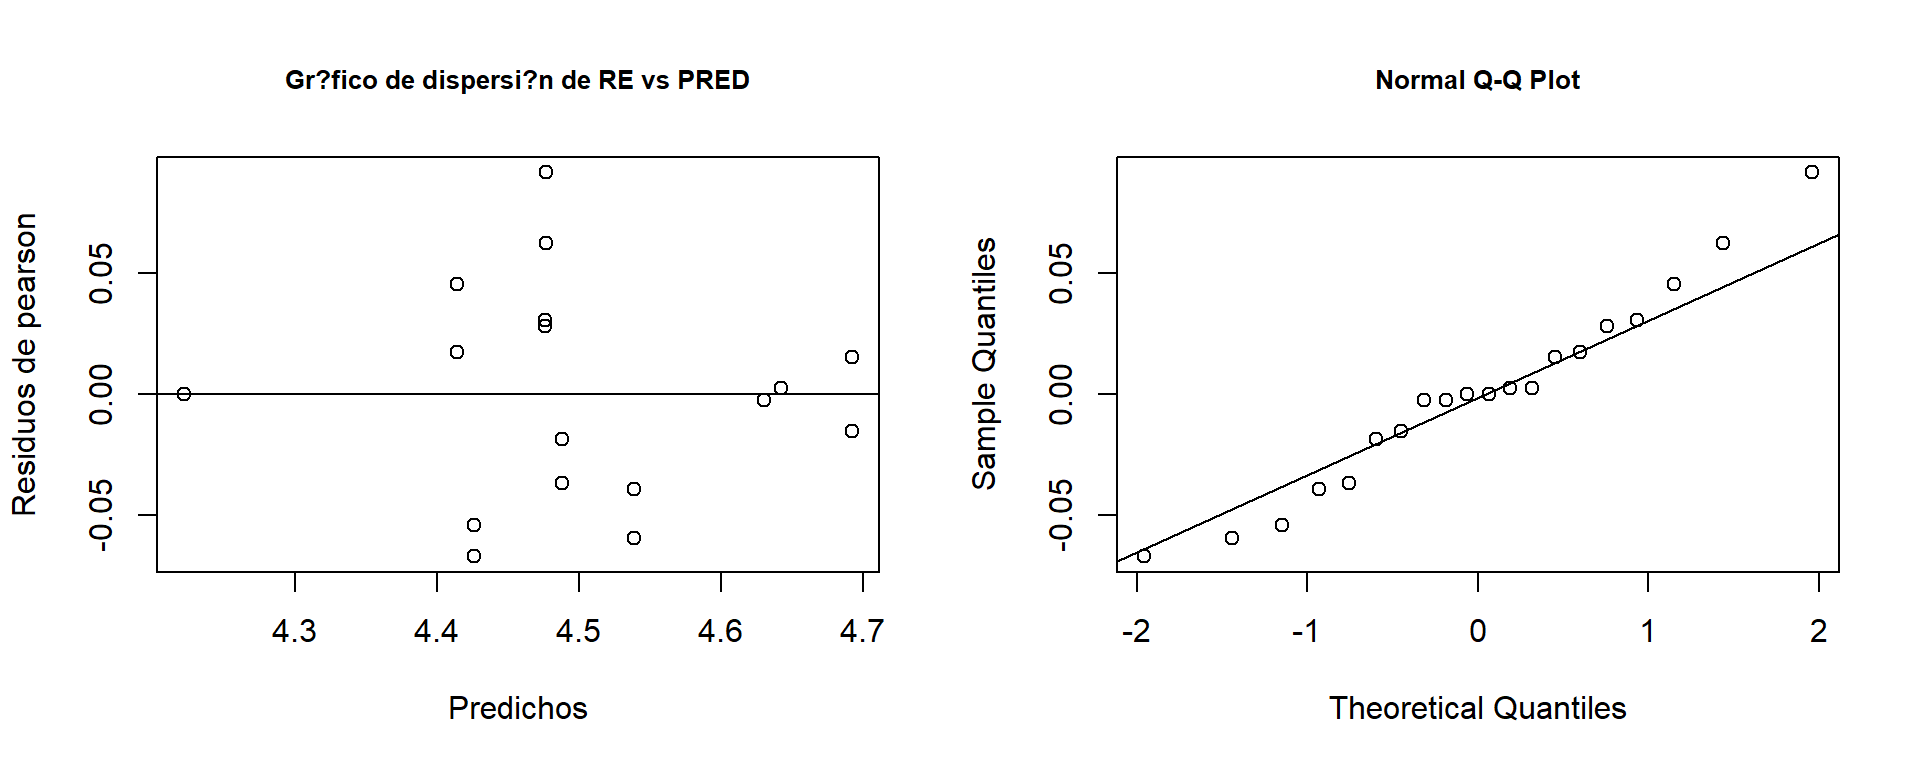 Gr?fico de dispersi?n de RE vs PRED
Residuos de pearson
0.05
0.00
-0.05
4.3 4.4 4.5 4.6 4.7
Predichos
Normal Q-Q Plot
Sample Quantiles
0.05
0.00
-0.05
-2 -1 0 1 2
Theoretical Quantiles